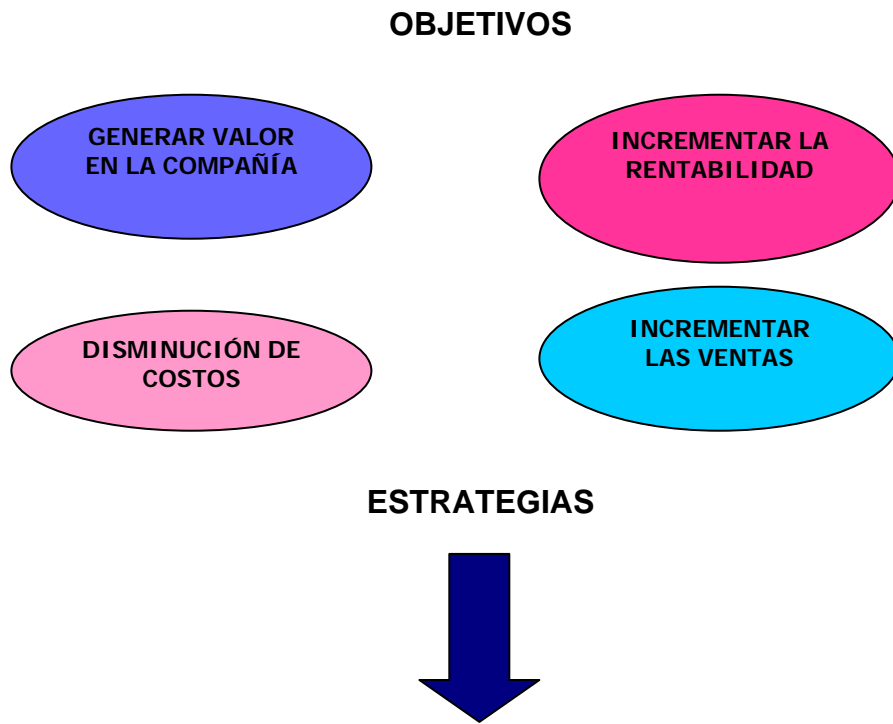 OBJETIVOS
GENERAR VALOR
EN LA COMPAÑÍA
INCREMENTAR LA
RENTABILIDAD
DISMINUCIÓN DE
COSTOS
INCREMENTAR
LAS VENTAS
ESTRATEGIAS